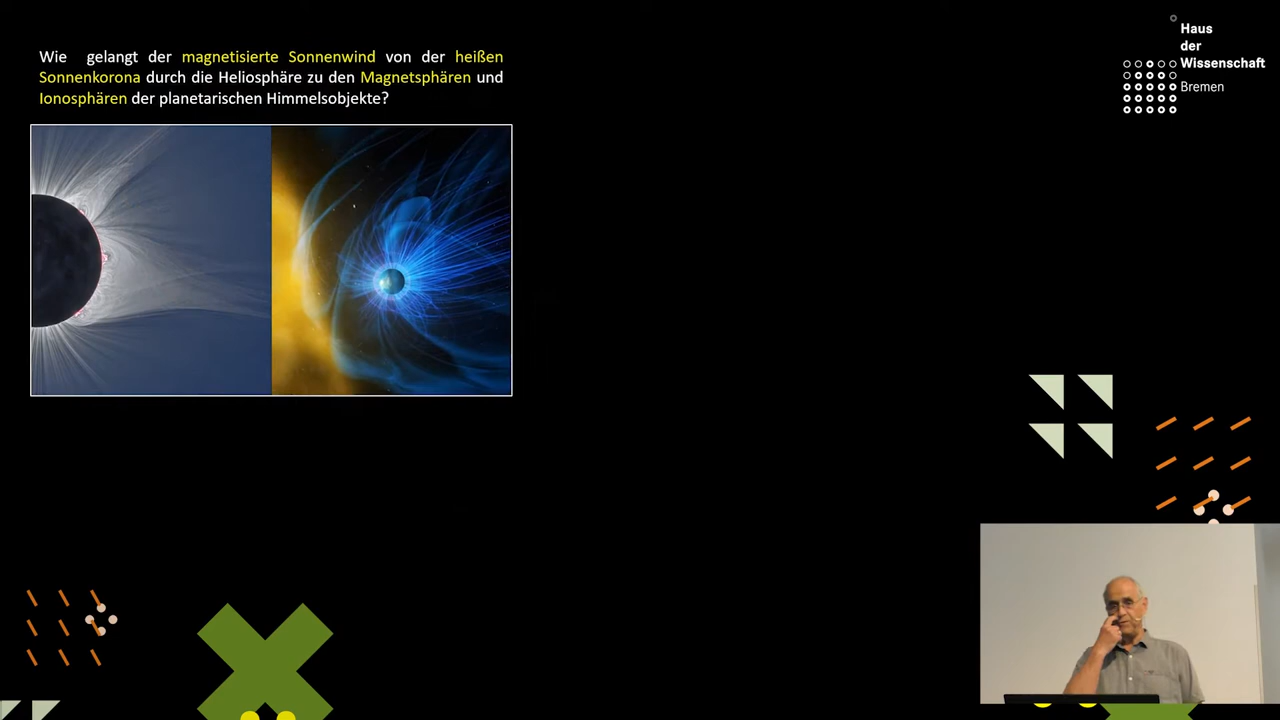 Wie gelangt der magnetisierte Sonnenwind von der heißen
Sonnenkorona durch die Heliosphäre zu den Magnetsphären und
Ionosphären der planetarischen Himmelsobjekte?
Haus
der
Wissenschaft
Bremen